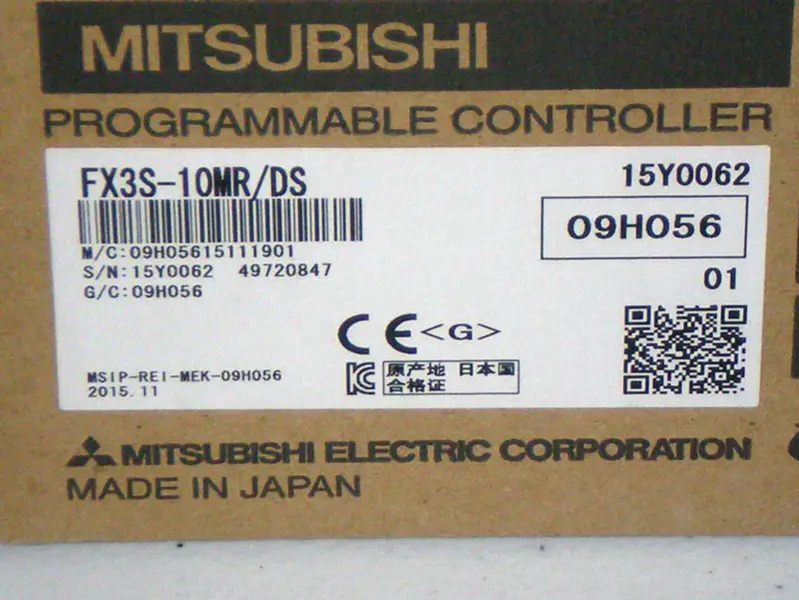 MITSUBISHI
PROGRAMMABLE CONTROLLER
FX3S-10MR/DS
15Y0062
M/C:09H05615111901
09H056
S/N:15Y0062 49720847
01
G/C:09H056
CE <G>
MSIP-REI-MEK-09H056
2015.11
原产地 日本国
合格证
MITSUBISHI ELECTRIC CORPORATION
MADE IN JAPAN